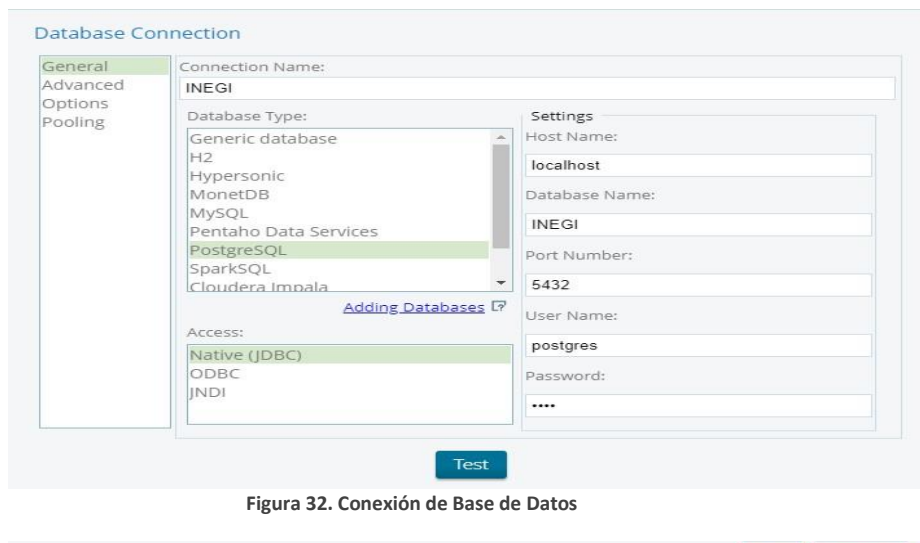 Database Connection
General
Advanced
Options
Pooling
Connection Name:
INEGI
Database Type:
Generic database
H2
Hypersonic
MonetDB
MySQL
Pentaho Data Services
PostgreSQL
SparkSQL
Cloudera Impala
Adding Databases
Access:
Native (JDBC)
ODBC
JNDI
Settings
Host Name:
localhost
Database Name:
INEGI
Port Number:
5432
User Name:
postgres
Password:
••••
Test
Figura 32. Conexión de Base de Datos